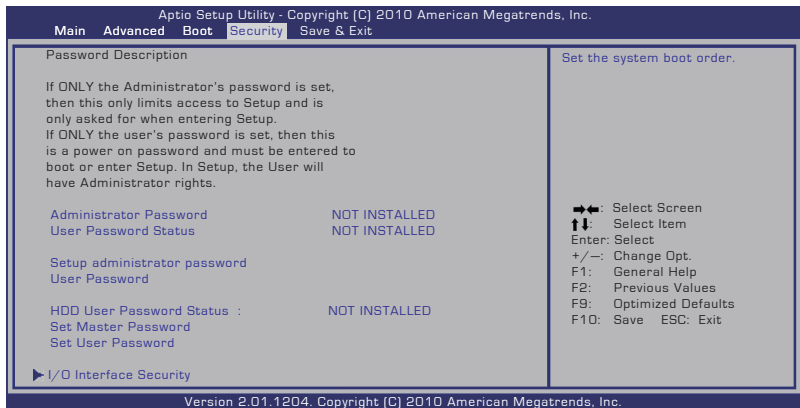 Aptio Setup Utility - Copyright (C) 2010 American Megatrends, Inc.
Main Advanced Boot Security Save & Exit
Password Description
If ONLY the Administrator's password is set,
then this only limits access to Setup and is
only asked for when entering Setup.
If ONLY the user's password is set, then this
is a power on password and must be entered to
boot or enter Setup. In Setup, the User will
have Administrator rights.
Administrator Password NOT INSTALLED
User Password Status NOT INSTALLED
Setup administrator password
User Password
HDD User Password Status : NOT INSTALLED
Set Master Password
Set User Password
I/O Interface Security
Set the system boot order.
→←: Select Screen
↑↓: Select Item
Enter: Select
+/—: Change Opt.
F1: General Help
F2: Previous Values
F9: Optimized Defaults
F10: Save ESC: Exit
Version 2.01.1204. Copyright (C) 2010 American Megatrends, Inc.